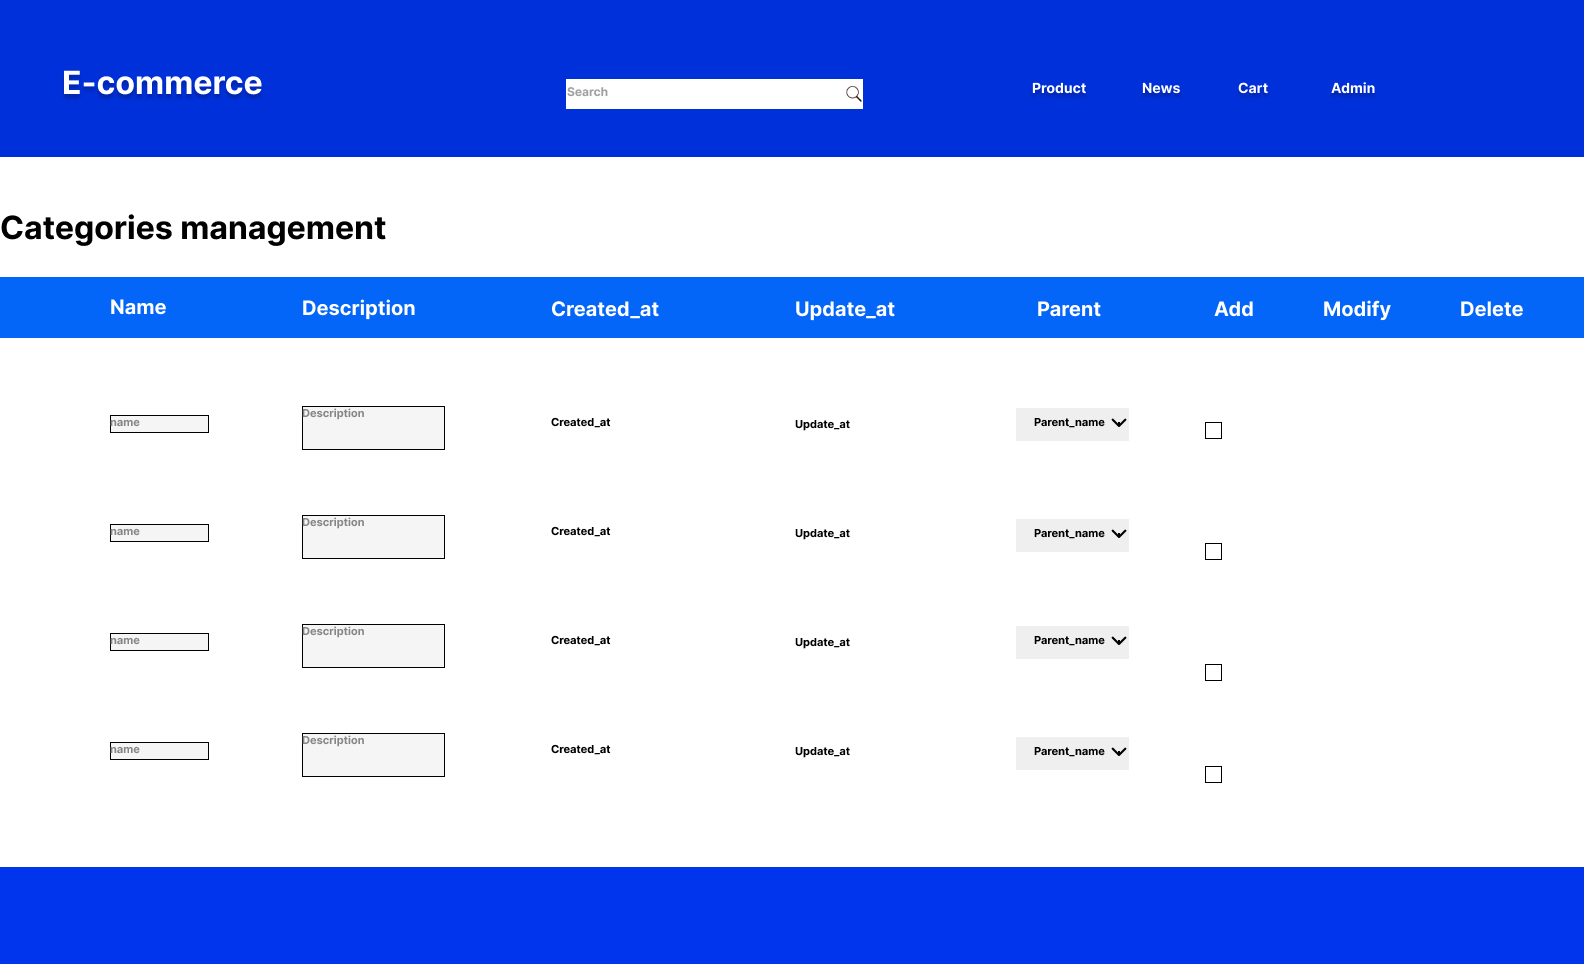 E-commerce
Search
Product News Cart Admin
Categories management
Name Description Created_at Update_at Parent Add Modify Delete
name Description Created_at Update_at Parent_name
name Description Created_at Update_at Parent_name
name Description Created_at Update_at Parent_name
name Description Created_at Update_at Parent_name